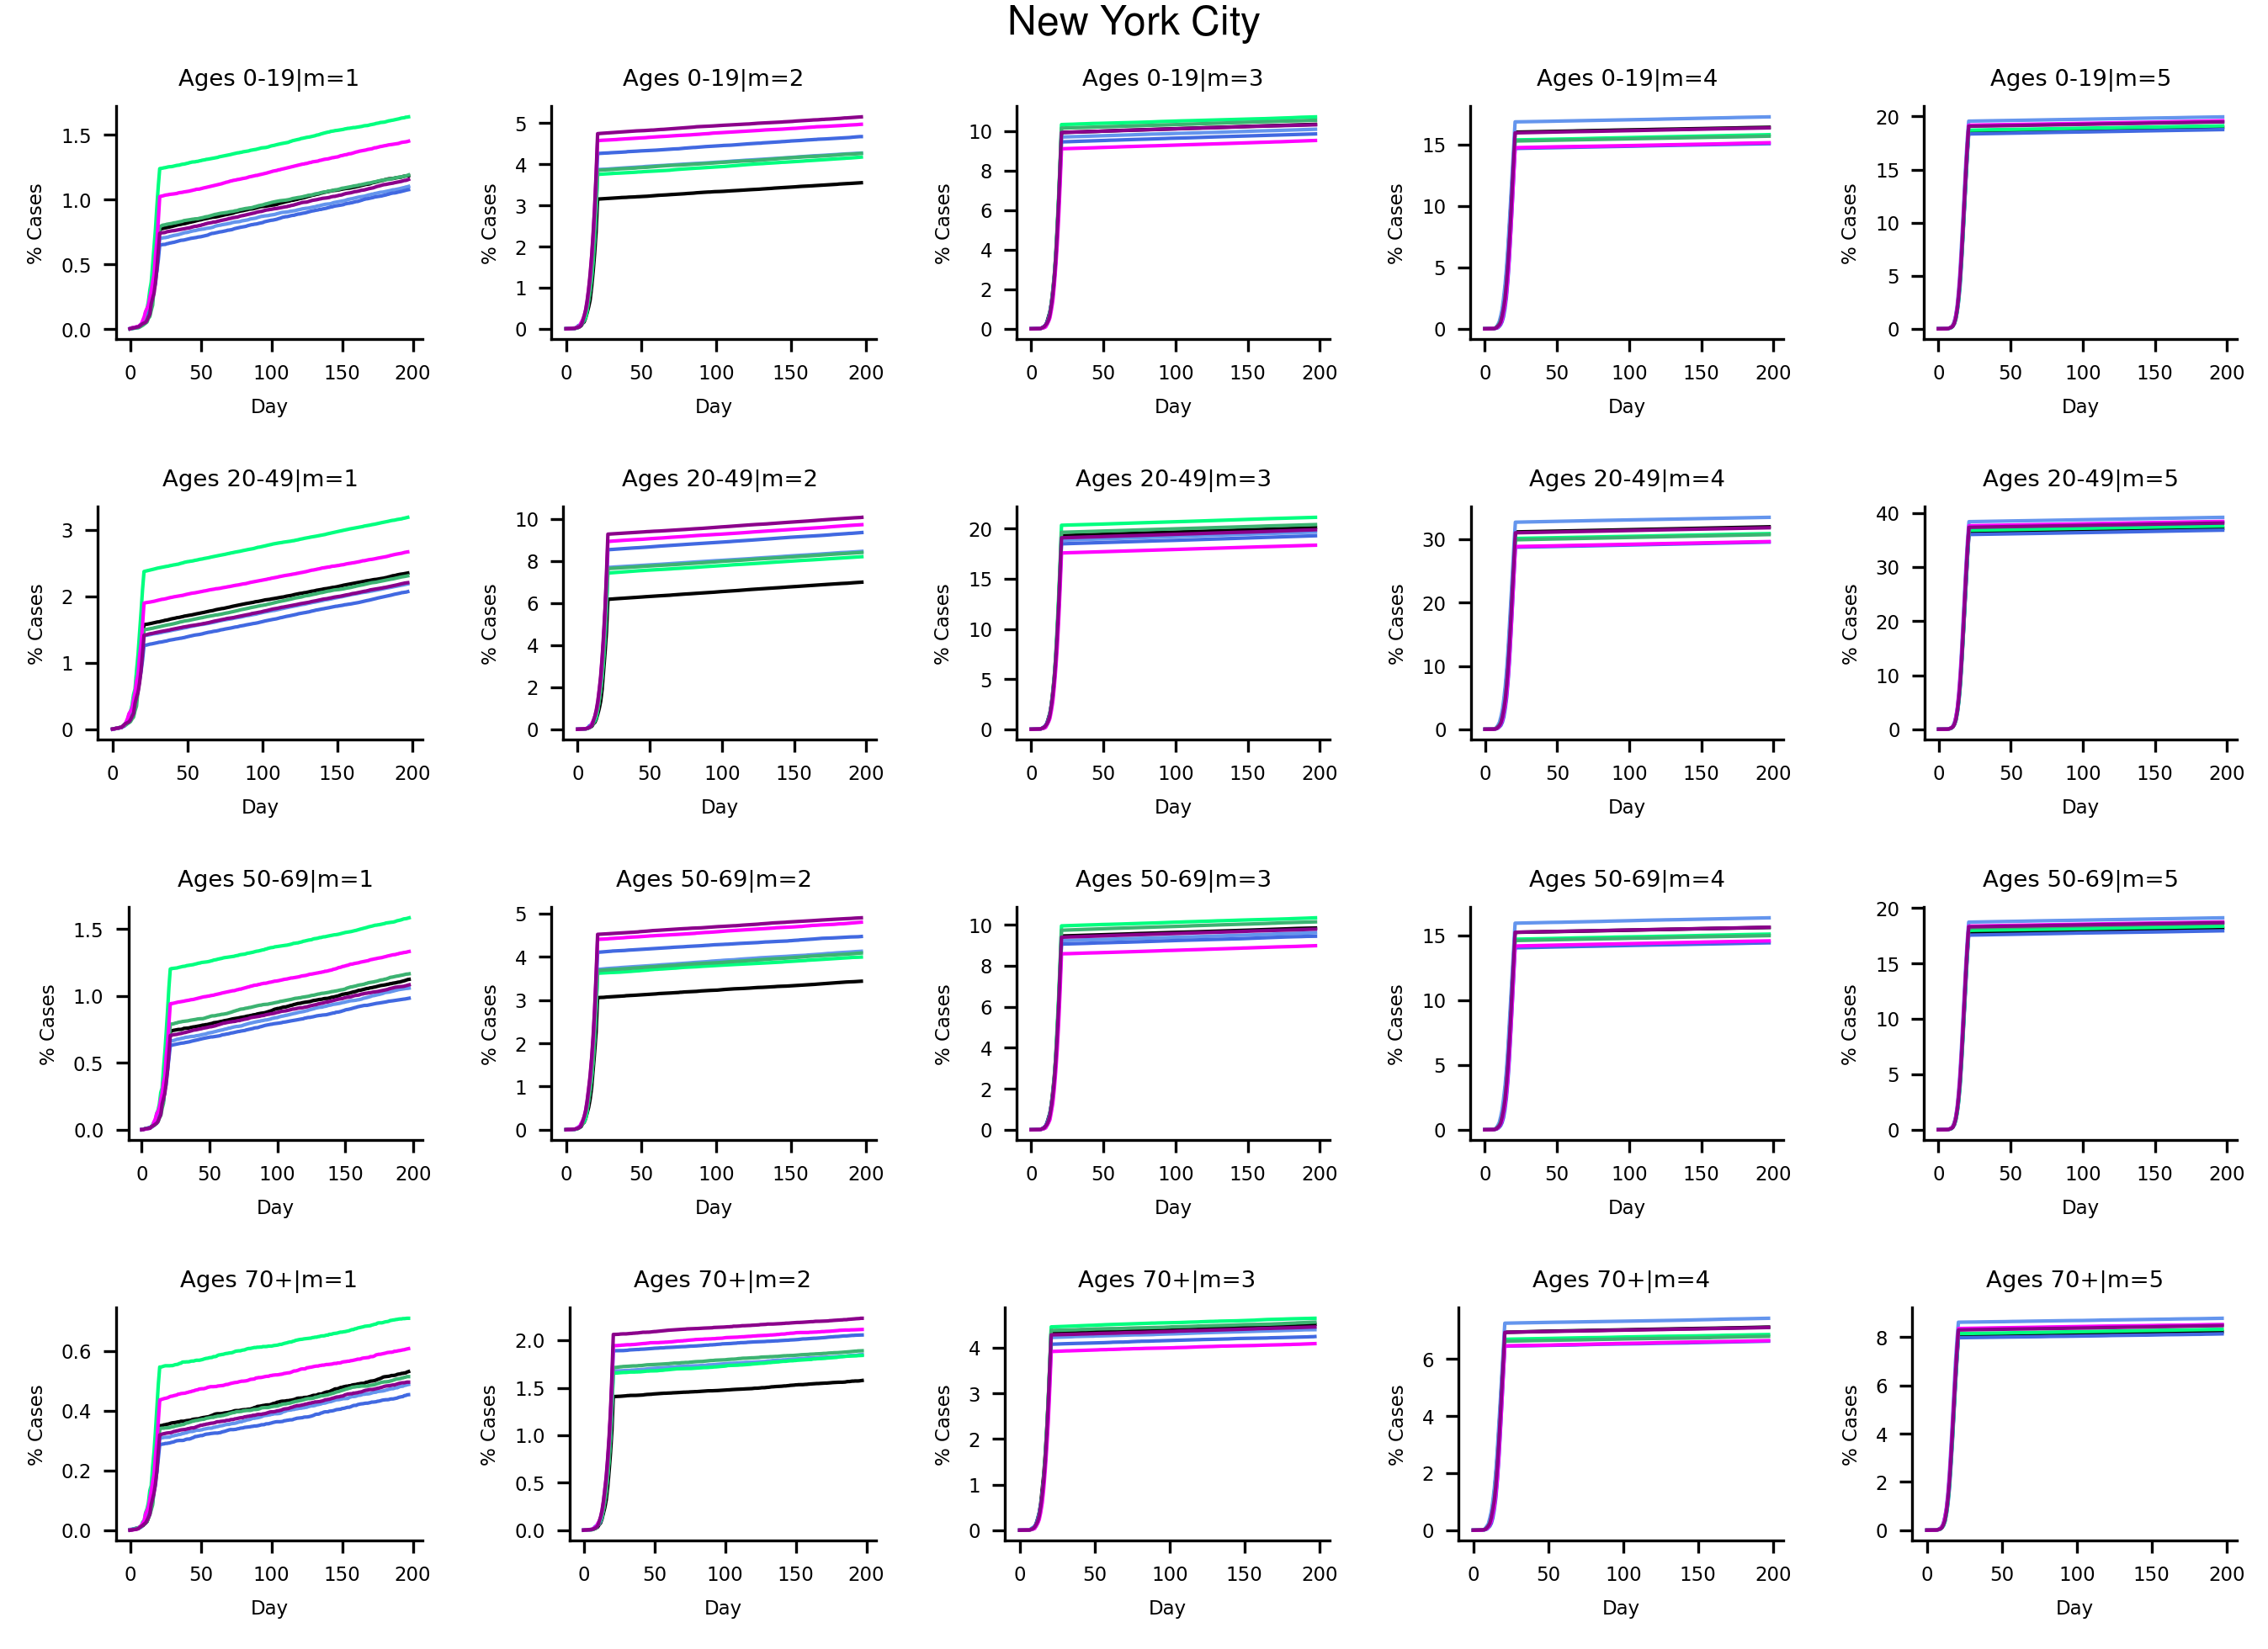 New York City
Ages 0-19|m=1
Ages 0-19|m=2
Ages 0-19|m=3
Ages 0-19|m=4
Ages 0-19|m=5
% Cases
1.5
1.0
0.5
0.0
0 50 100 150 200
Day
% Cases
5
4
3
2
1
0
0 50 100 150 200
Day
% Cases
10
8
6
4
2
0
0 50 100 150 200
Day
% Cases
15
10
5
0
0 50 100 150 200
Day
% Cases
20
15
10
5
0
0 50 100 150 200
Day
Ages 20-49|m=1
Ages 20-49|m=2
Ages 20-49|m=3
Ages 20-49|m=4
Ages 20-49|m=5
% Cases
3
2
1
0
0 50 100 150 200
Day
% Cases
10
8
6
4
2
0
0 50 100 150 200
Day
% Cases
20
15
10
5
0
0 50 100 150 200
Day
% Cases
30
20
10
0
0 50 100 150 200
Day
% Cases
40
30
20
10
0
0 50 100 150 200
Day
Ages 50-69|m=1
Ages 50-69|m=2
Ages 50-69|m=3
Ages 50-69|m=4
Ages 50-69|m=5
% Cases
1.5
1.0
0.5
0.0
0 50 100 150 200
Day
% Cases
5
4
3
2
1
0
0 50 100 150 200
Day
% Cases
10
8
6
4
2
0
0 50 100 150 200
Day
% Cases
15
10
5
0
0 50 100 150 200
Day
% Cases
20
15
10
5
0
0 50 100 150 200
Day
Ages 70+|m=1
Ages 70+|m=2
Ages 70+|m=3
Ages 70+|m=4
Ages 70+|m=5
% Cases
0.6
0.4
0.2
0.0
0 50 100 150 200
Day
% Cases
2.0
1.5
1.0
0.5
0.0
0 50 100 150 200
Day
% Cases
4
3
2
1
0
0 50 100 150 200
Day
% Cases
6
4
2
0
0 50 100 150 200
Day
% Cases
8
6
4
2
0
0 50 100 150 200
Day